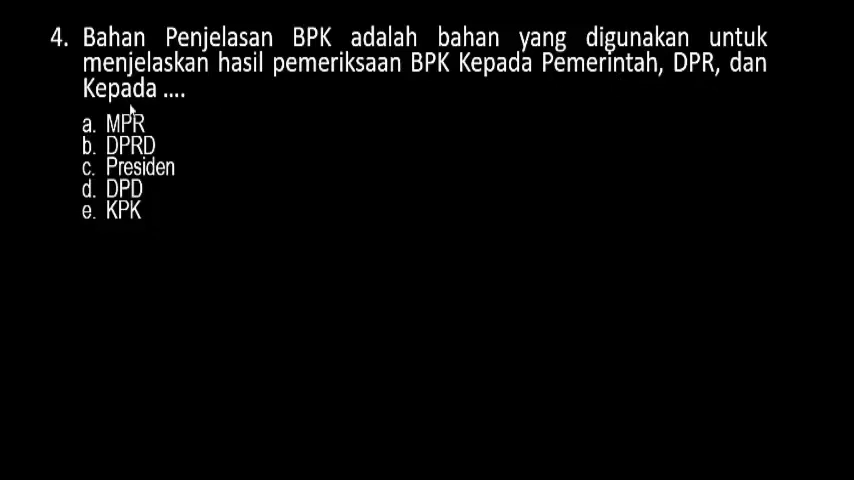 4. Bahan Penjelasan BPK adalah bahan yang digunakan untuk
menjelaskan hasil pemeriksaan BPK Kepada Pemerintah, DPR, dan
Kepada ....
a. MPR
b. DPRD
c. Presiden
d. DPD
e. KPK